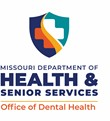 MISSOURI DEPARTMENT OF
HEALTH &
SENIOR SERVICES
Office of Dental Health